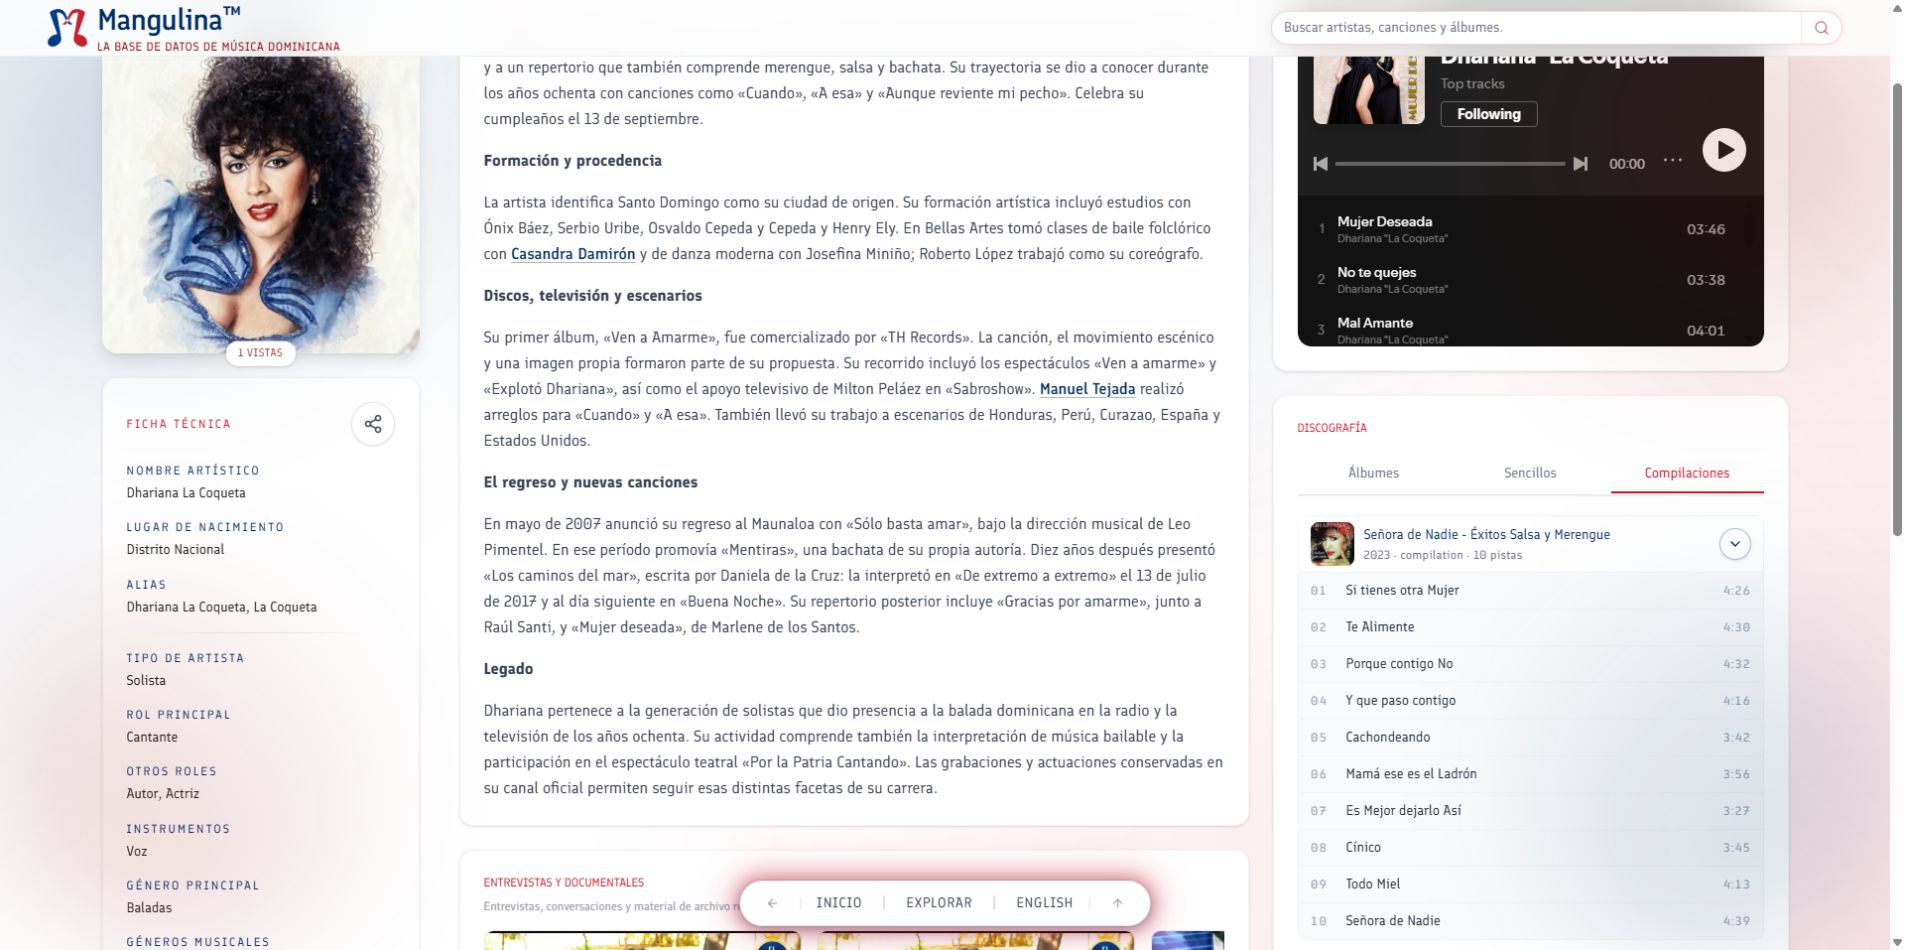 Mangulina™
LA BASE DE DATOS DE MÚSICA DOMINICANA
Buscar artistas, canciones y álbumes.
1 VISTAS
FICHA TÉCNICA
NOMBRE ARTÍSTICO
Dhariana La Coqueta
LUGAR DE NACIMIENTO
Distrito Nacional
ALIAS
Dhariana La Coqueta, La Coqueta
TIPO DE ARTISTA
Solista
ROL PRINCIPAL
Cantante
OTROS ROLES
Autor, Actriz
INSTRUMENTOS
Voz
GÉNERO PRINCIPAL
Baladas
GÉNEROS MUSICALES
y a un repertorio que también comprende merengue, salsa y bachata. Su trayectoria se dio a conocer durante
los años ochenta con canciones como «Cuando», «A esa» y «Aunque reviente mi pecho». Celebra su
cumpleaños el 13 de septiembre.
Formación y procedencia
La artista identifica Santo Domingo como su ciudad de origen. Su formación artística incluyó estudios con
Ónix Báez, Serbio Uribe, Osvaldo Cepeda y Cepeda y Henry Ely. En Bellas Artes tomó clases de baile folclórico
con Casandra Damirón y de danza moderna con Josefina Miniño; Roberto López trabajó como su coreógrafo.
Discos, televisión y escenarios
Su primer álbum, «Ven a Amarme», fue comercializado por «TH Records». La canción, el movimiento escénico
y una imagen propia formaron parte de su propuesta. Su recorrido incluyó los espectáculos «Ven a amarme» y
«Explotó Dhariana», así como el apoyo televisivo de Milton Peláez en «Sabroshow». Manuel Tejada realizó
arreglos para «Cuando» y «A esa». También llevó su trabajo a escenarios de Honduras, Perú, Curazao, España y
Estados Unidos.
El regreso y nuevas canciones
En mayo de 2007 anunció su regreso al Maunaloa con «Sólo basta amar», bajo la dirección musical de Leo
Pimentel. En ese período promovía «Mentiras», una bachata de su propia autoría. Diez años después presentó
«Los caminos del mar», escrita por Daniela de la Cruz: la interpretó en «De extremo a extremo» el 13 de julio
de 2017 y al día siguiente en «Buena Noche». Su repertorio posterior incluye «Gracias por amarme», junto a
Raúl Santi, y «Mujer deseada», de Marlene de los Santos.
Legado
Dhariana pertenece a la generación de solistas que dio presencia a la balada dominicana en la radio y la
televisión de los años ochenta. Su actividad comprende también la interpretación de música bailable y la
participación en el espectáculo teatral «Por la Patria Cantando». Las grabaciones y actuaciones conservadas en
su canal oficial permiten seguir esas distintas facetas de su carrera.
ENTREVISTAS Y DOCUMENTALES
Entrevistas, conversaciones y material de archivo
INICIO | EXPLORAR | ENGLISH
Dhariana "La Coqueta"
Top tracks
Following
00:00
1 Mujer Deseada 03:46
Dhariana "La Coqueta"
2 No te quejes 03:38
Dhariana "La Coqueta"
3 Mal Amante 04:01
Dhariana "La Coqueta"
DISCOGRAFÍA
Álbumes Sencillos Compilaciones
Señora de Nadie - Éxitos Salsa y Merengue
2023 · compilation · 10 pistas
01 Si tienes otra Mujer 4:26
02 Te Alimente 4:30
03 Porque contigo No 4:32
04 Y que paso contigo 4:16
05 Cachondeando 3:42
06 Mamá ese es el Ladrón 3:56
07 Es Mejor dejarlo Así 3:27
08 Cínico 3:45
09 Todo Miel 4:13
10 Señora de Nadie 4:39